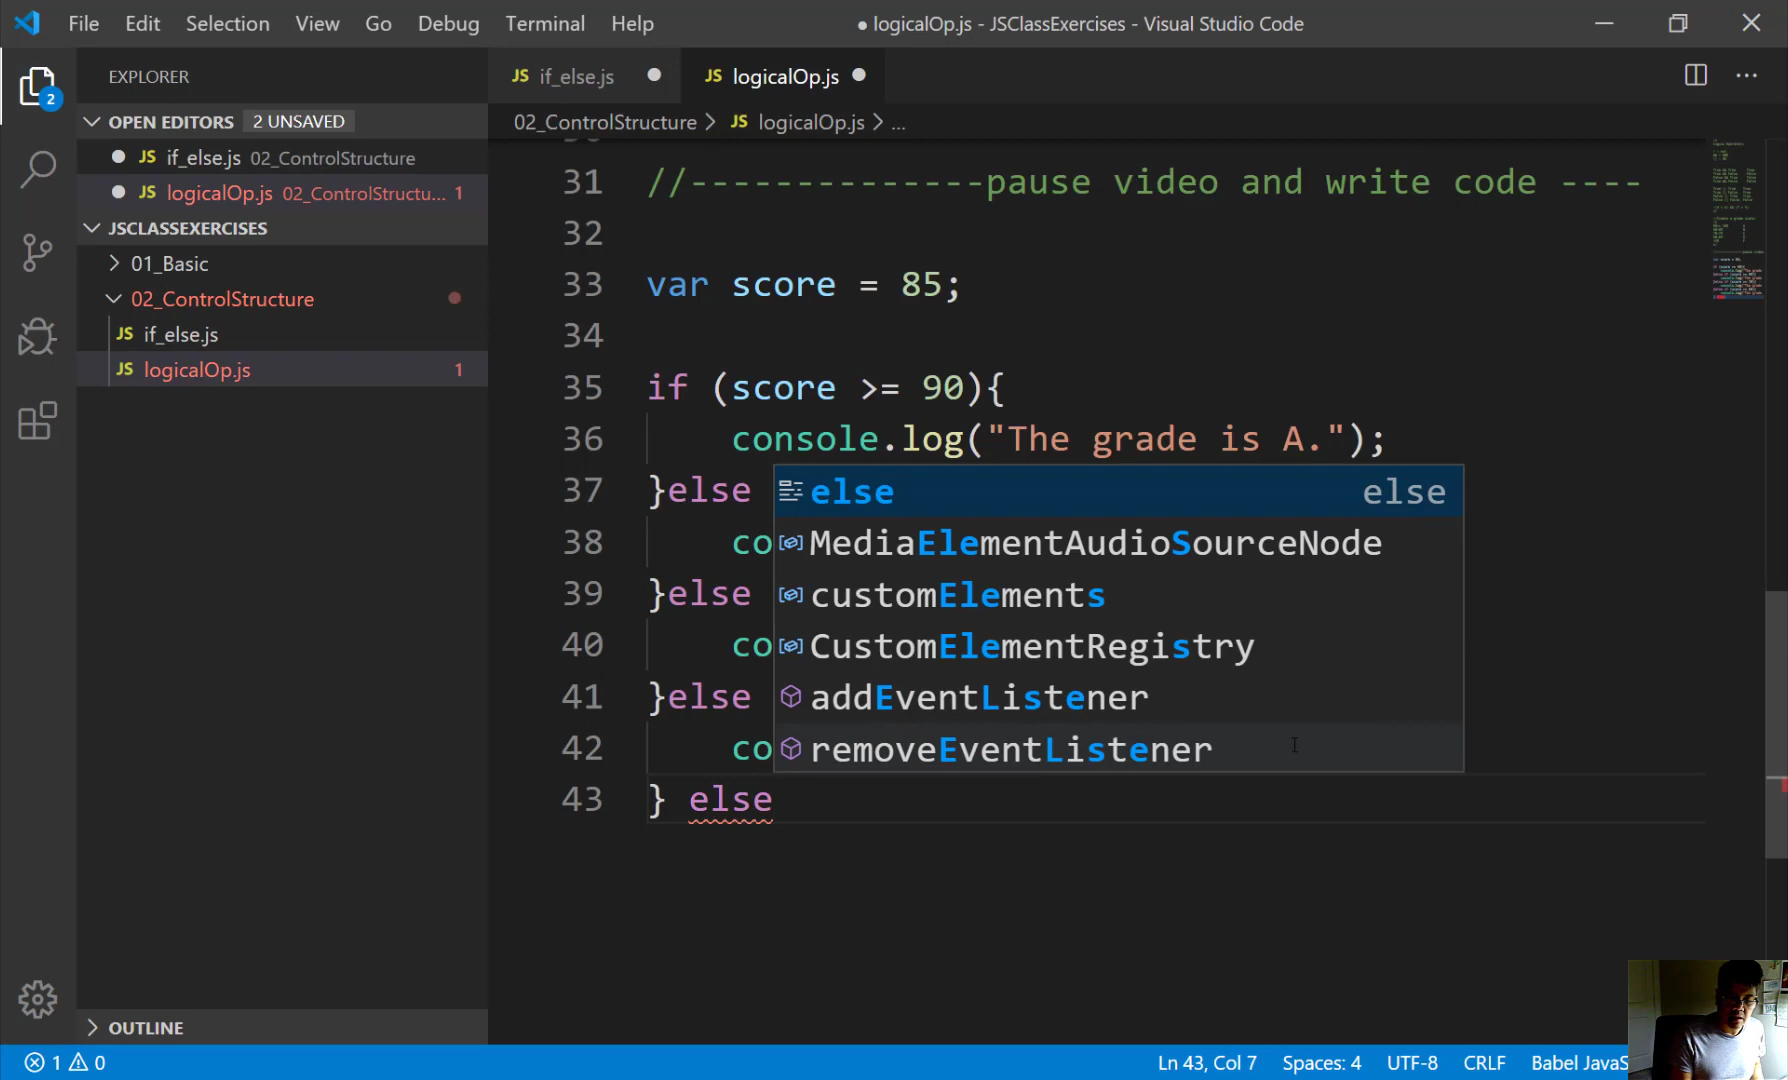 File Edit Selection View Go Debug Terminal Help
● logicalOp.js - JSClassExercises - Visual Studio Code
EXPLORER
OPEN EDITORS 2 UNSAVED
JS if_else.js 02_ControlStructure
JS logicalOp.js 02_ControlStructu... 1
JSCLASSEXERCISES
01_Basic
02_ControlStructure
JS if_else.js
JS logicalOp.js 1
OUTLINE
2
JS if_else.js
JS logicalOp.js
02_ControlStructure > JS logicalOp.js > ...
31 //--------------pause video and write code ----
32
33 var score = 85;
34
35 if (score >= 90){
36 console.log("The grade is A.");
37 }else
38 co
39 }else
40 co
41 }else
42 co
43 } else
else else
MediaElementAudioSourceNode
customElements
CustomElementRegistry
addEventListener
removeEventListener
1 0
Ln 43, Col 7 Spaces: 4 UTF-8 CRLF Babel JavaS